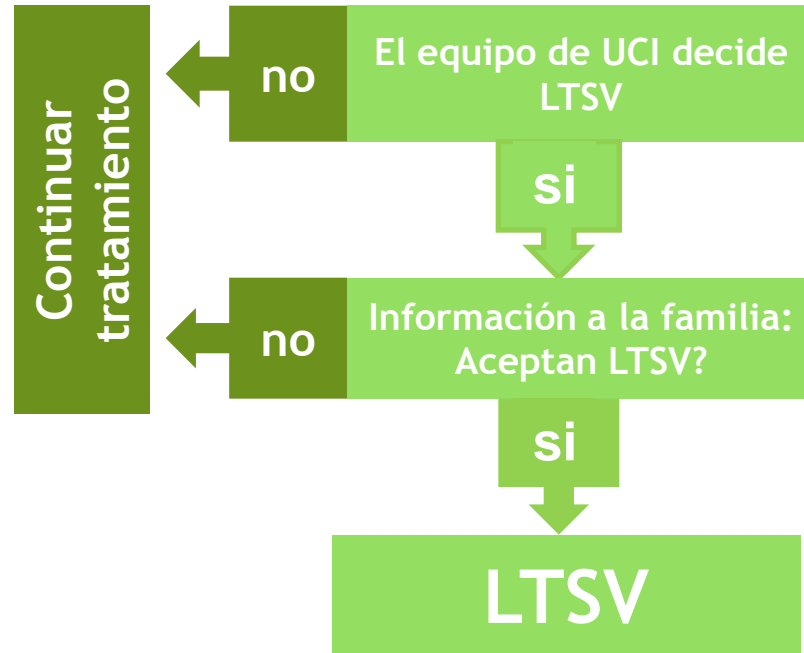 Continuar
tratamiento
no
El equipo de UCI decide
LTSV
si
no
Información a la familia:
Aceptan LTSV?
si
LTSV